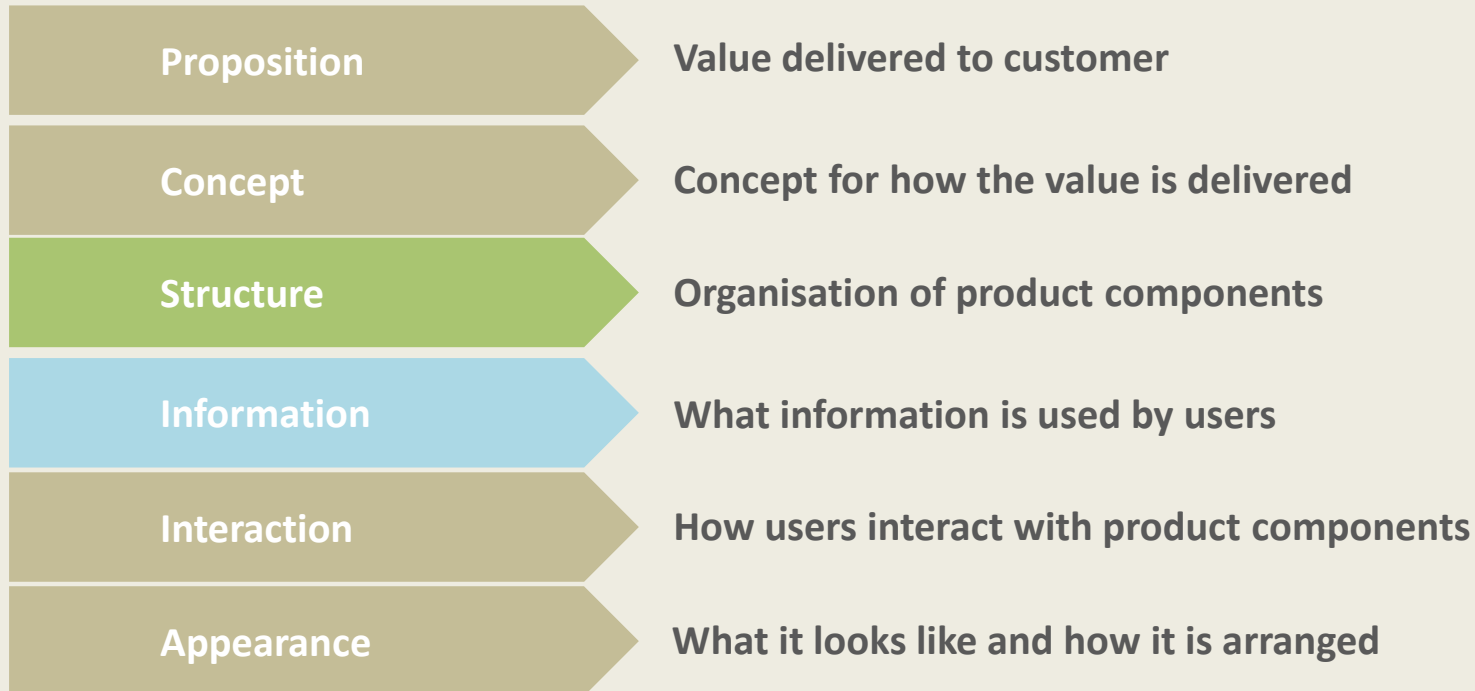 Proposition
Value delivered to customer
Concept
Concept for how the value is delivered
Structure
Organisation of product components
Information
What information is used by users
Interaction
How users interact with product components
Appearance
What it looks like and how it is arranged